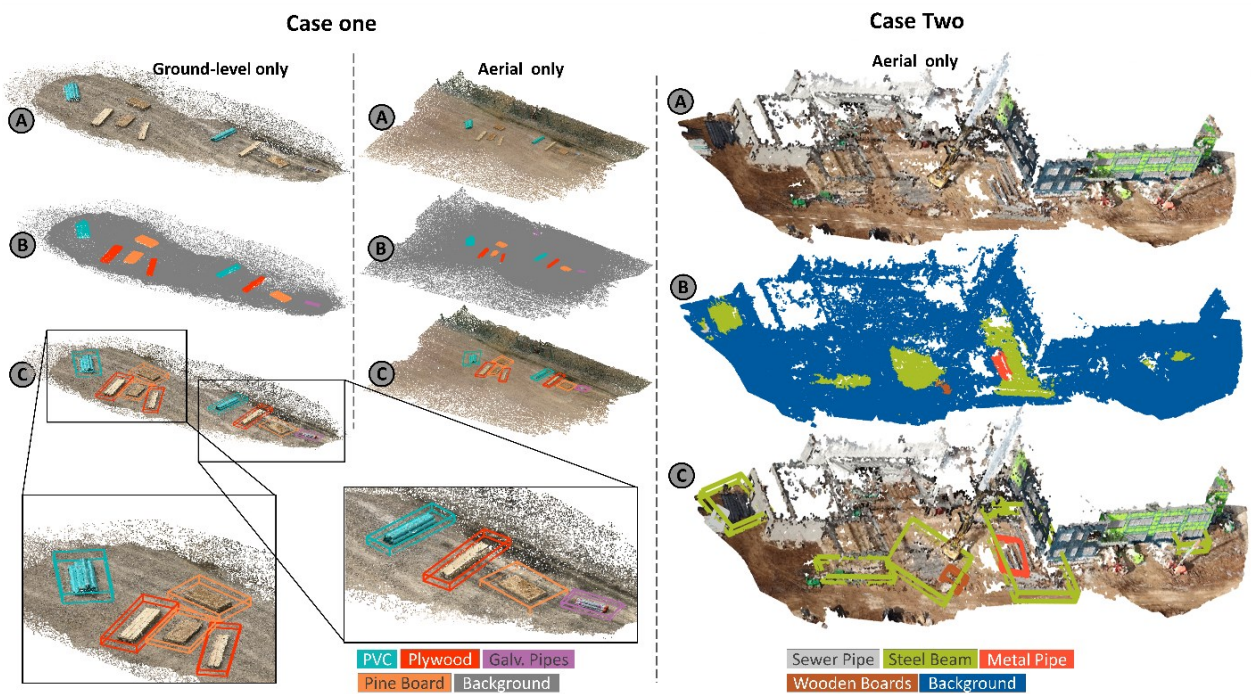 Case one
Case Two
Ground-level only
Aerial only
Aerial only
A
A
A
B
B
B
C
C
C
PVC Plywood Galv. Pipes
Pine Board Background
Sewer Pipe Steel Beam Metal Pipe
Wooden Boards Background